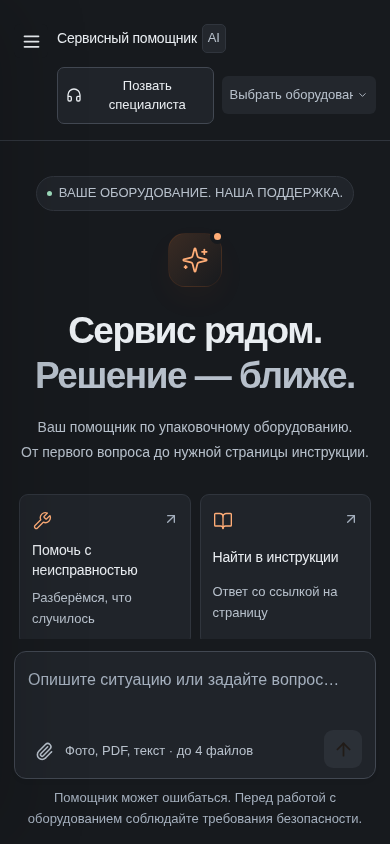 Сервисный помощник AI
Позвать
специалиста
Выбрать оборудован
ВАШЕ ОБОРУДОВАНИЕ. НАША ПОДДЕРЖКА.
Сервис рядом.
Решение — ближе.
Ваш помощник по упаковочному оборудованию.
От первого вопроса до нужной страницы инструкции.
Помочь с
неисправностью
Разберёмся, что
случилось
Найти в инструкции
Ответ со ссылкой на
страницу
Опишите ситуацию или задайте вопрос…
Фото, PDF, текст · до 4 файлов
Помощник может ошибаться. Перед работой с
оборудованием соблюдайте требования безопасности.